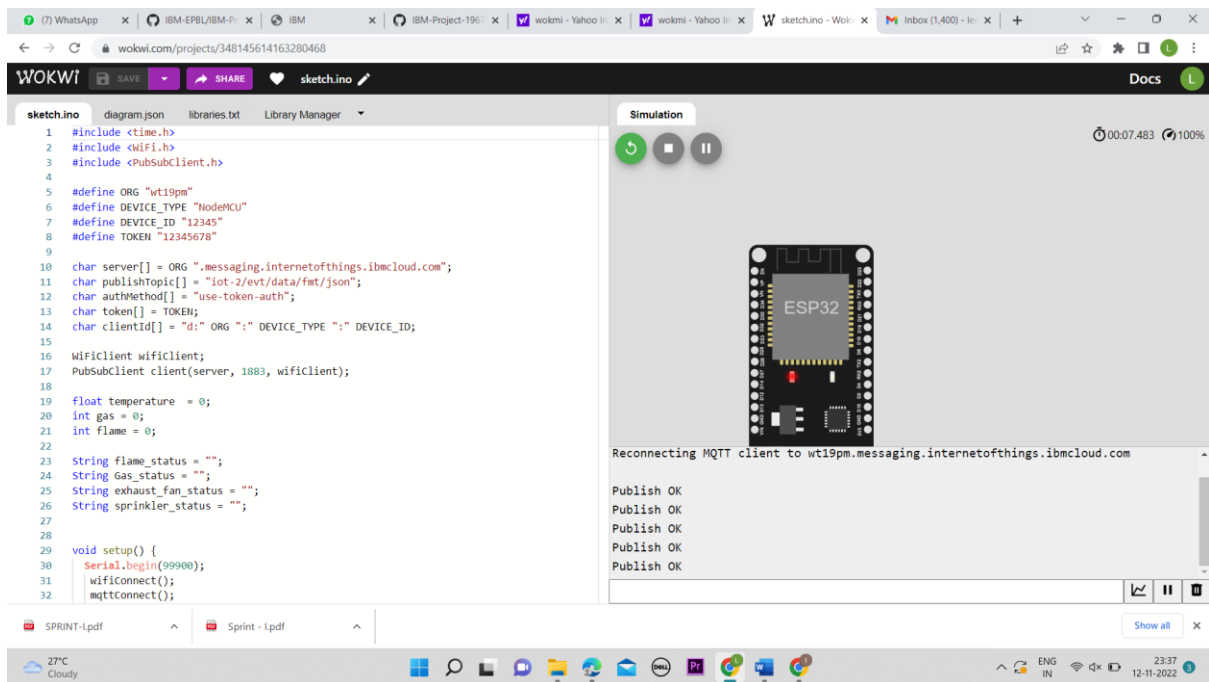 (7) WhatsApp
IBM-EPBL/IBM-Pr
IBM
IBM-Project-1967
wokmi - Yahoo In
wokmi - Yahoo In
sketch.ino - Wok
Inbox (1,400) - le
wokwi.com/projects/348145614163280468
L
WOKWI
SAVE
SHARE
sketch.ino
Docs
L
sketch.ino
diagram.json
libraries.txt
Library Manager
Simulation
00:07.483
100%
1 #include <time.h>
2 #include <WiFi.h>
3 #include <PubSubClient.h>
4
5 #define ORG "wt19pm"
6 #define DEVICE_TYPE "NodeMCU"
7 #define DEVICE_ID "12345"
8 #define TOKEN "12345678"
9
10 char server[] = ORG ".messaging.internetofthings.ibmcloud.com";
11 char publishTopic[] = "iot-2/evt/data/fmt/json";
12 char authMethod[] = "use-token-auth";
13 char token[] = TOKEN;
14 char clientId[] = "d:" ORG ":" DEVICE_TYPE ":" DEVICE_ID;
15
16 WiFiClient wifiClient;
17 PubSubClient client(server, 1883, wifiClient);
18
19 float temperature  = 0;
20 int gas = 0;
21 int flame = 0;
22
23 String flame_status = "";
24 String Gas_status = "";
25 String exhaust_fan_status = "";
26 String sprinkler_status = "";
27
28
29 void setup() {
30 Serial.begin(99900);
31 wifiConnect();
32 mqttConnect();
ESP32
Reconnecting MQTT client to wt19pm.messaging.internetofthings.ibmcloud.com
Publish OK
Publish OK
Publish OK
Publish OK
Publish OK
SPRINT-I.pdf
Sprint - I.pdf
Show all
27°C
Cloudy
DELL
Pr
ENG
IN
23:37
12-11-2022
3